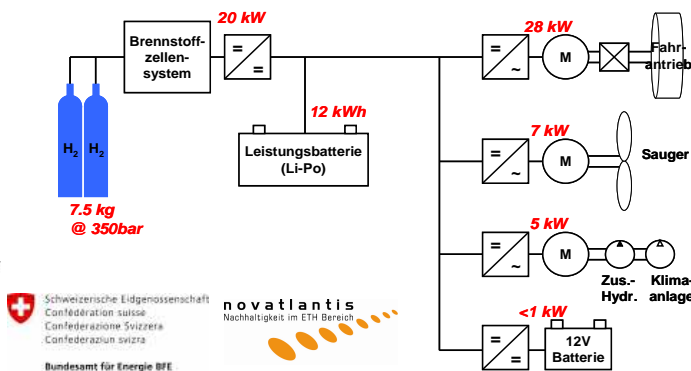 20 kW
28 kW
Brennstoff-
zellen-
system
=
=
=
~
M
Fahr-
antrieb
12 kWh
7 kW
H2
H2
Leistungsbatterie
(Li-Po)
=
~
M
Sauger
7.5 kg
@ 350bar
5 kW
=
~
M
Zus.-
Hydr.
Klima-
anlage
Schweizerische Eidgenossenschaft
Confédération suisse
Confederazione Svizzera
Confederaziun svizra
Bundesamt für Energie BFE
novatlantis
Nachhaltigkeit im ETH Bereich
<1 kW
=
=
12V
Batterie